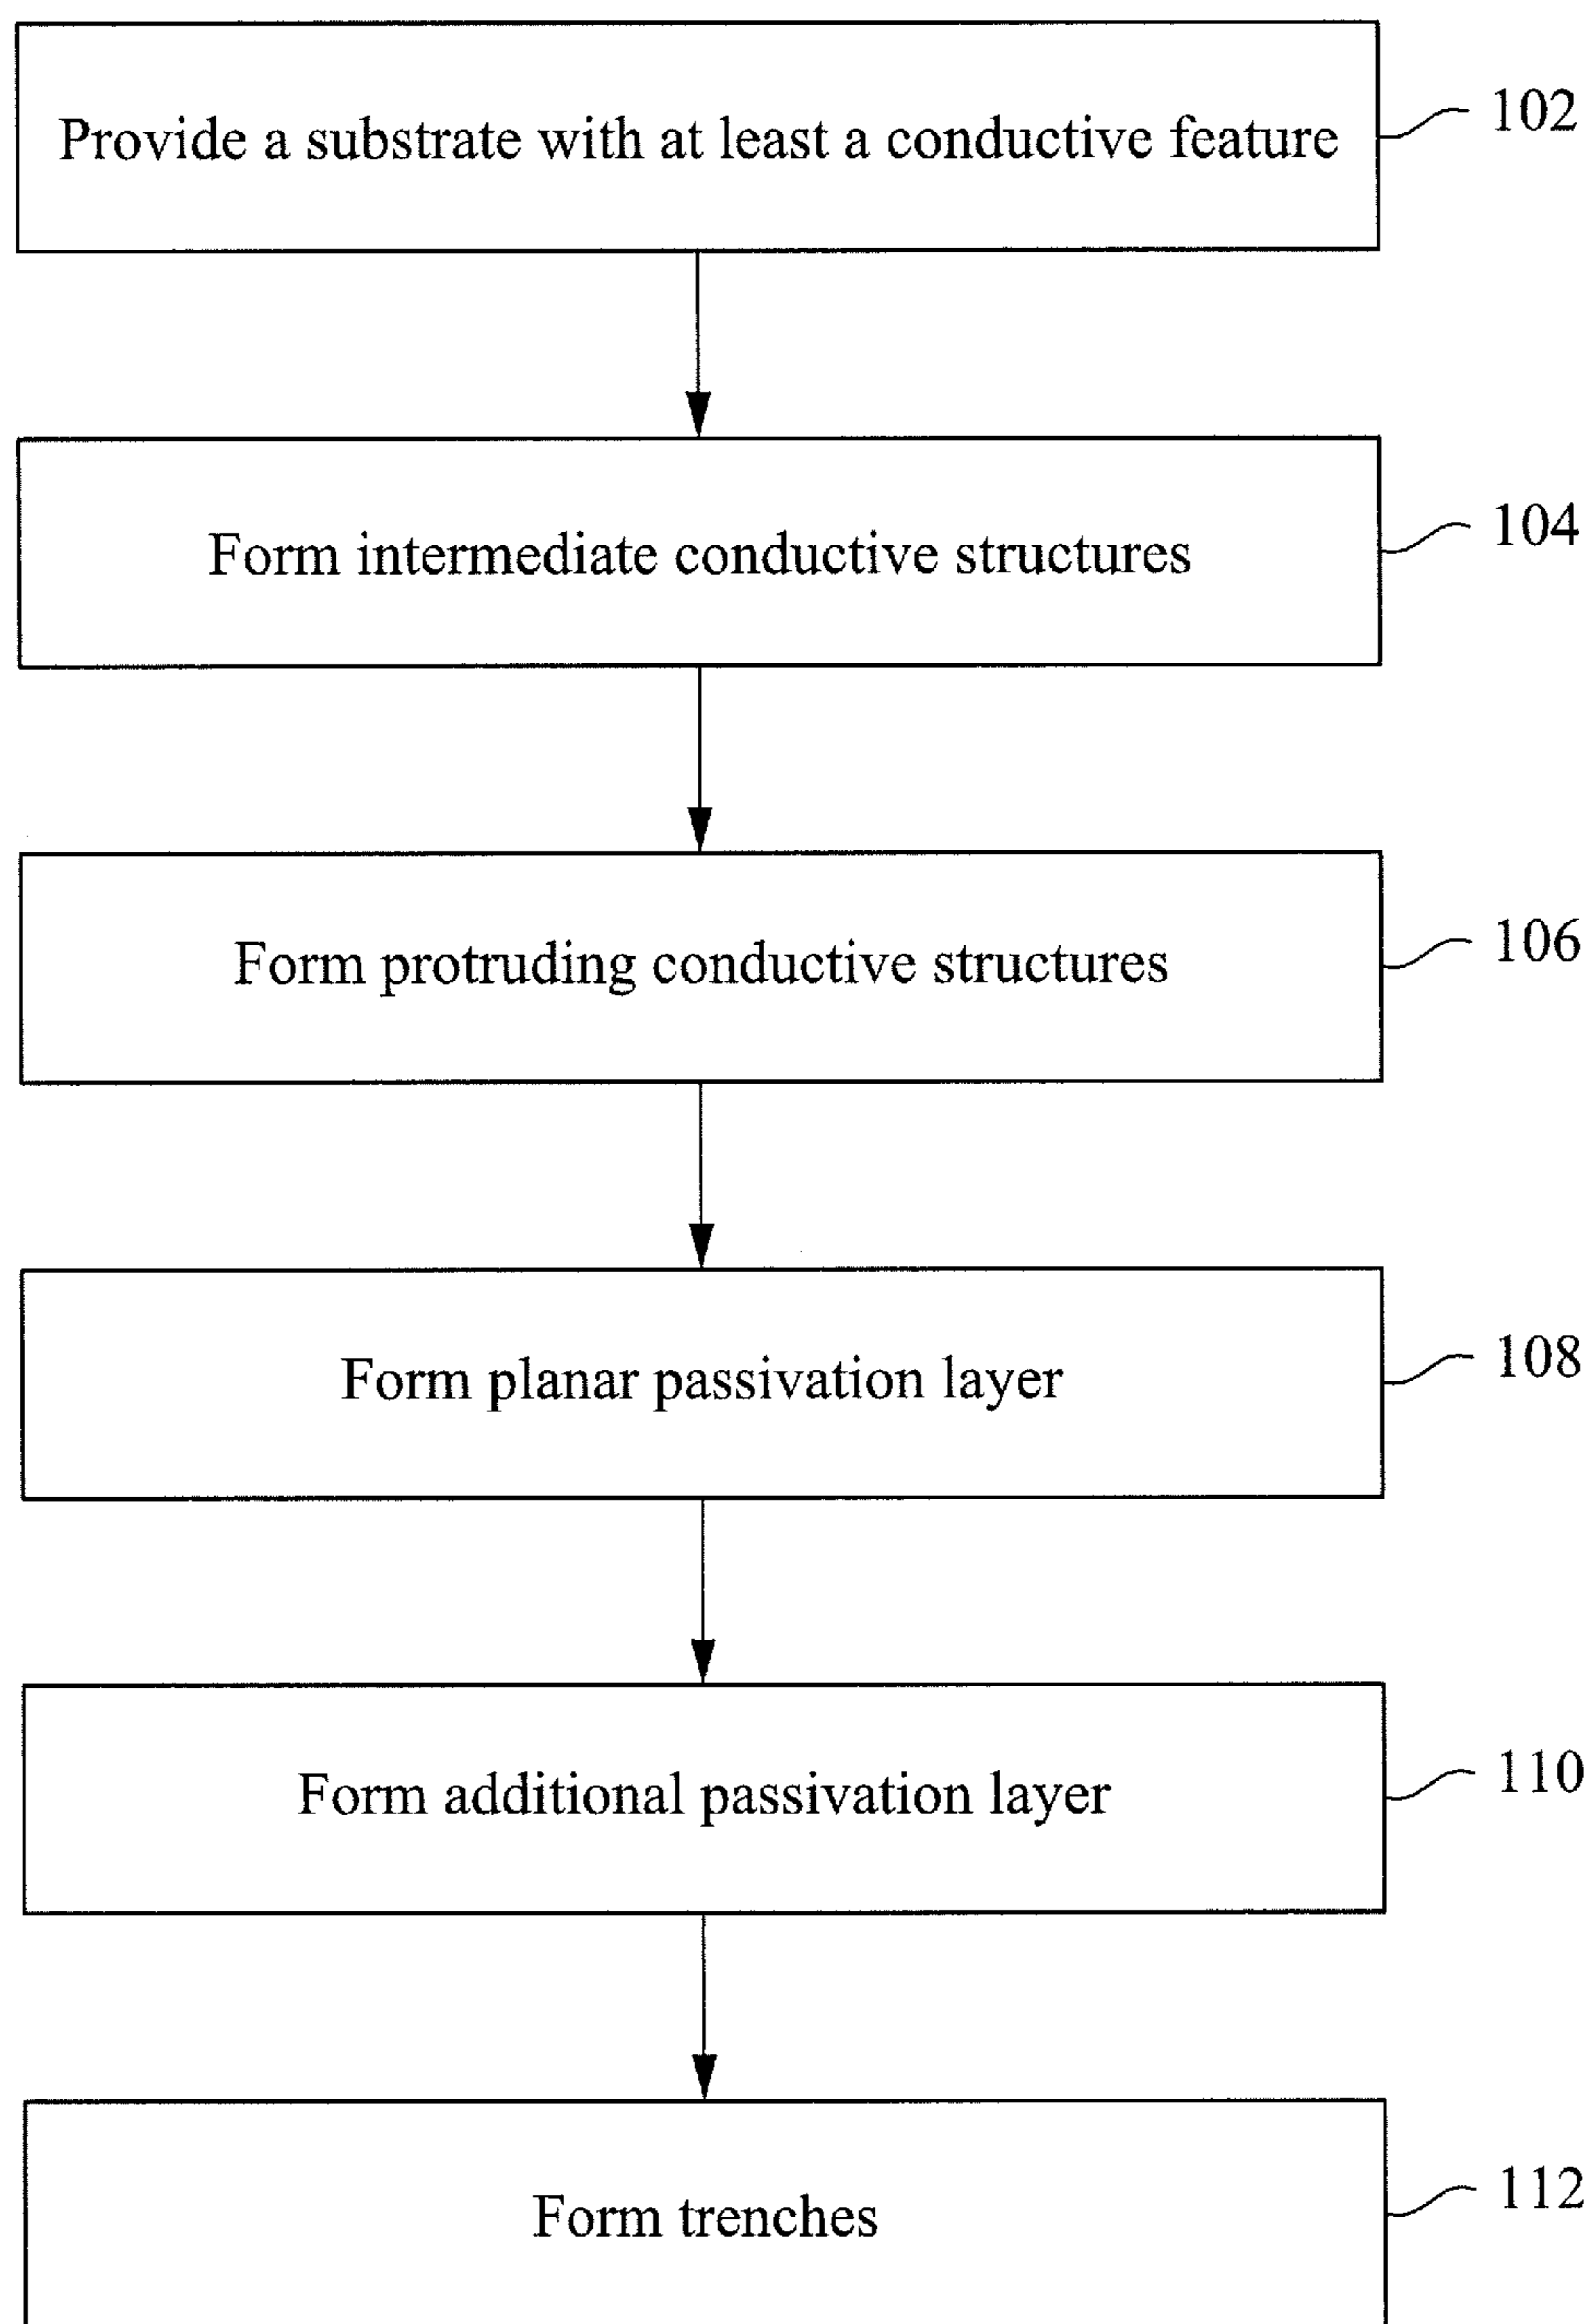 Provide a substrate with at least a conductive feature
102
Form intermediate conductive structures
104
Form protruding conductive structures
106
Form planar passivation layer
108
Form additional passivation layer
110
Form trenches
112